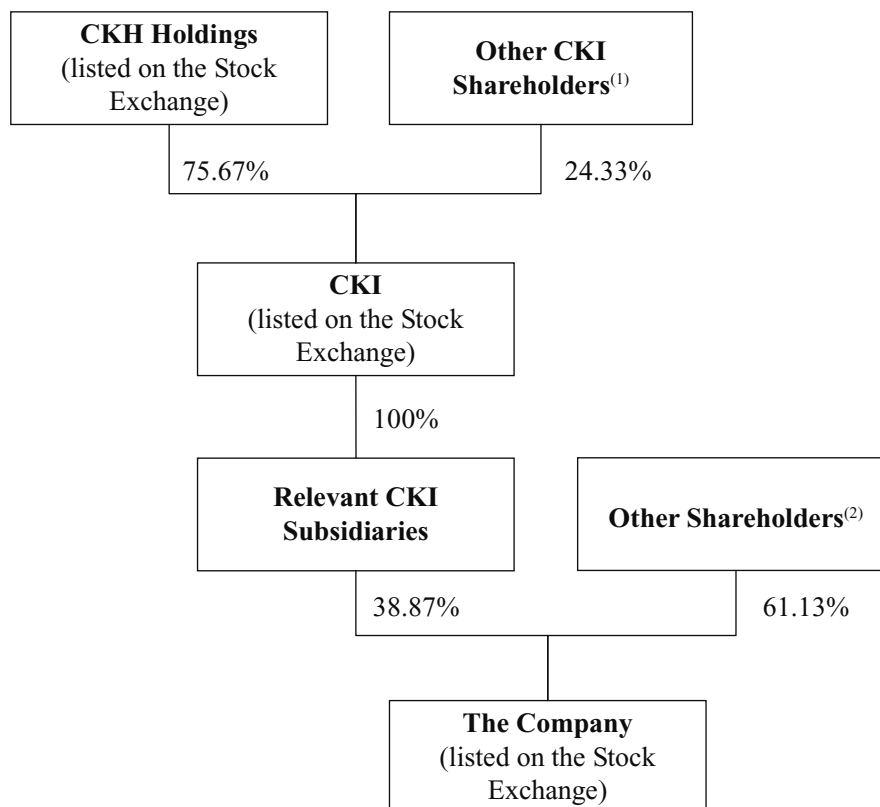 CKH Holdings
(listed on the Stock
Exchange)
Other CKI
Shareholders(1)
75.67%
24.33%
CKI
(listed on the Stock
Exchange)
100%
Relevant CKI
Subsidiaries
Other Shareholders(2)
38.87%
61.13%
The Company
(listed on the Stock
Exchange)